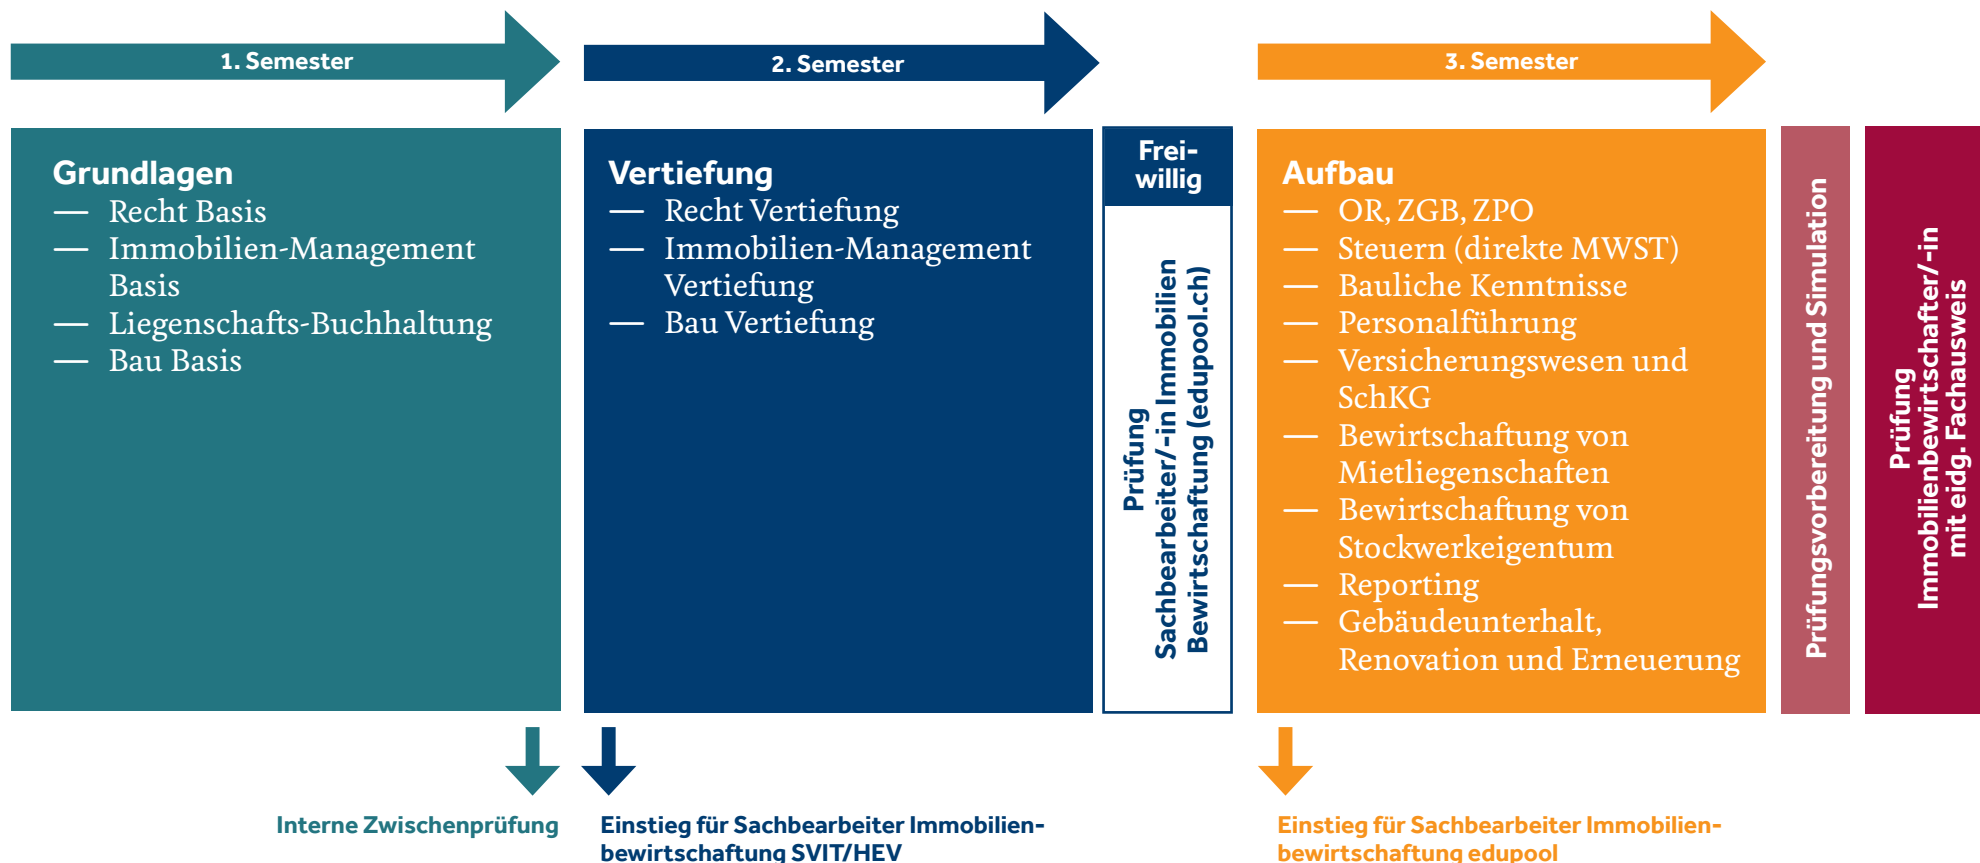 1. Semester
2. Semester
3. Semester
Grundlagen
— Recht Basis
— Immobilien-Management
Basis
— Liegenschafts-Buchhaltung
— Bau Basis
Vertiefung
— Recht Vertiefung
— Immobilien-Management
Vertiefung
— Bau Vertiefung
Frei-
willig
Prüfung
Sachbearbeiter/-in Immobilien
Bewirtschaftung (edupool.ch)
Aufbau
— OR, ZGB, ZPO
— Steuern (direkte MWST)
— Bauliche Kenntnisse
— Personalführung
— Versicherungswesen und
SchKG
— Bewirtschaftung von
Mietliegenschaften
— Bewirtschaftung von
Stockwerkeigentum
— Reporting
— Gebäudeunterhalt,
Renovation und Erneuerung
Prüfungsvorbereitung und Simulation
Prüfung
Immobilienbewirtschafter/-in
mit eidg. Fachausweis
Interne Zwischenprüfung
Einstieg für Sachbearbeiter Immobilien-
bewirtschaftung SVIT/HEV
Einstieg für Sachbearbeiter Immobilien-
bewirtschaftung edupool